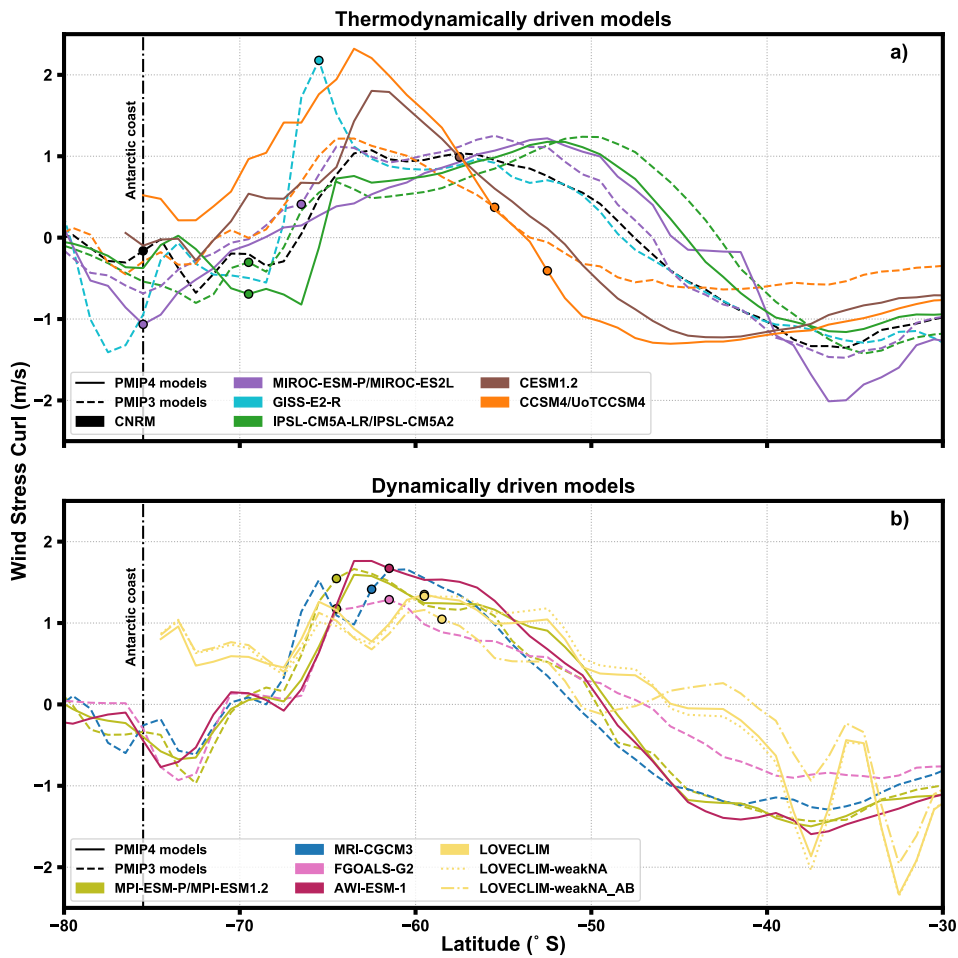 Thermodynamically driven models
a)
Antarctic coast
2
1
0
−1
−2
PMIP4 models
PMIP3 models
CNRM
MIROC-ESM-P/MIROC-ES2L
GISS-E2-R
IPSL-CM5A-LR/IPSL-CM5A2
CESM1.2
CCSM4/UoTCCSM4
Wind Stress Curl (m/s)
Dynamically driven models
b)
Antarctic coast
2
1
0
−1
−2
PMIP4 models
PMIP3 models
MPI-ESM-P/MPI-ESM1.2
MRI-CGCM3
FGOALS-G2
AWI-ESM-1
LOVECLIM
LOVECLIM-weakNA
LOVECLIM-weakNA_AB
−80
−70
−60
−50
−40
−30
Latitude (° S)